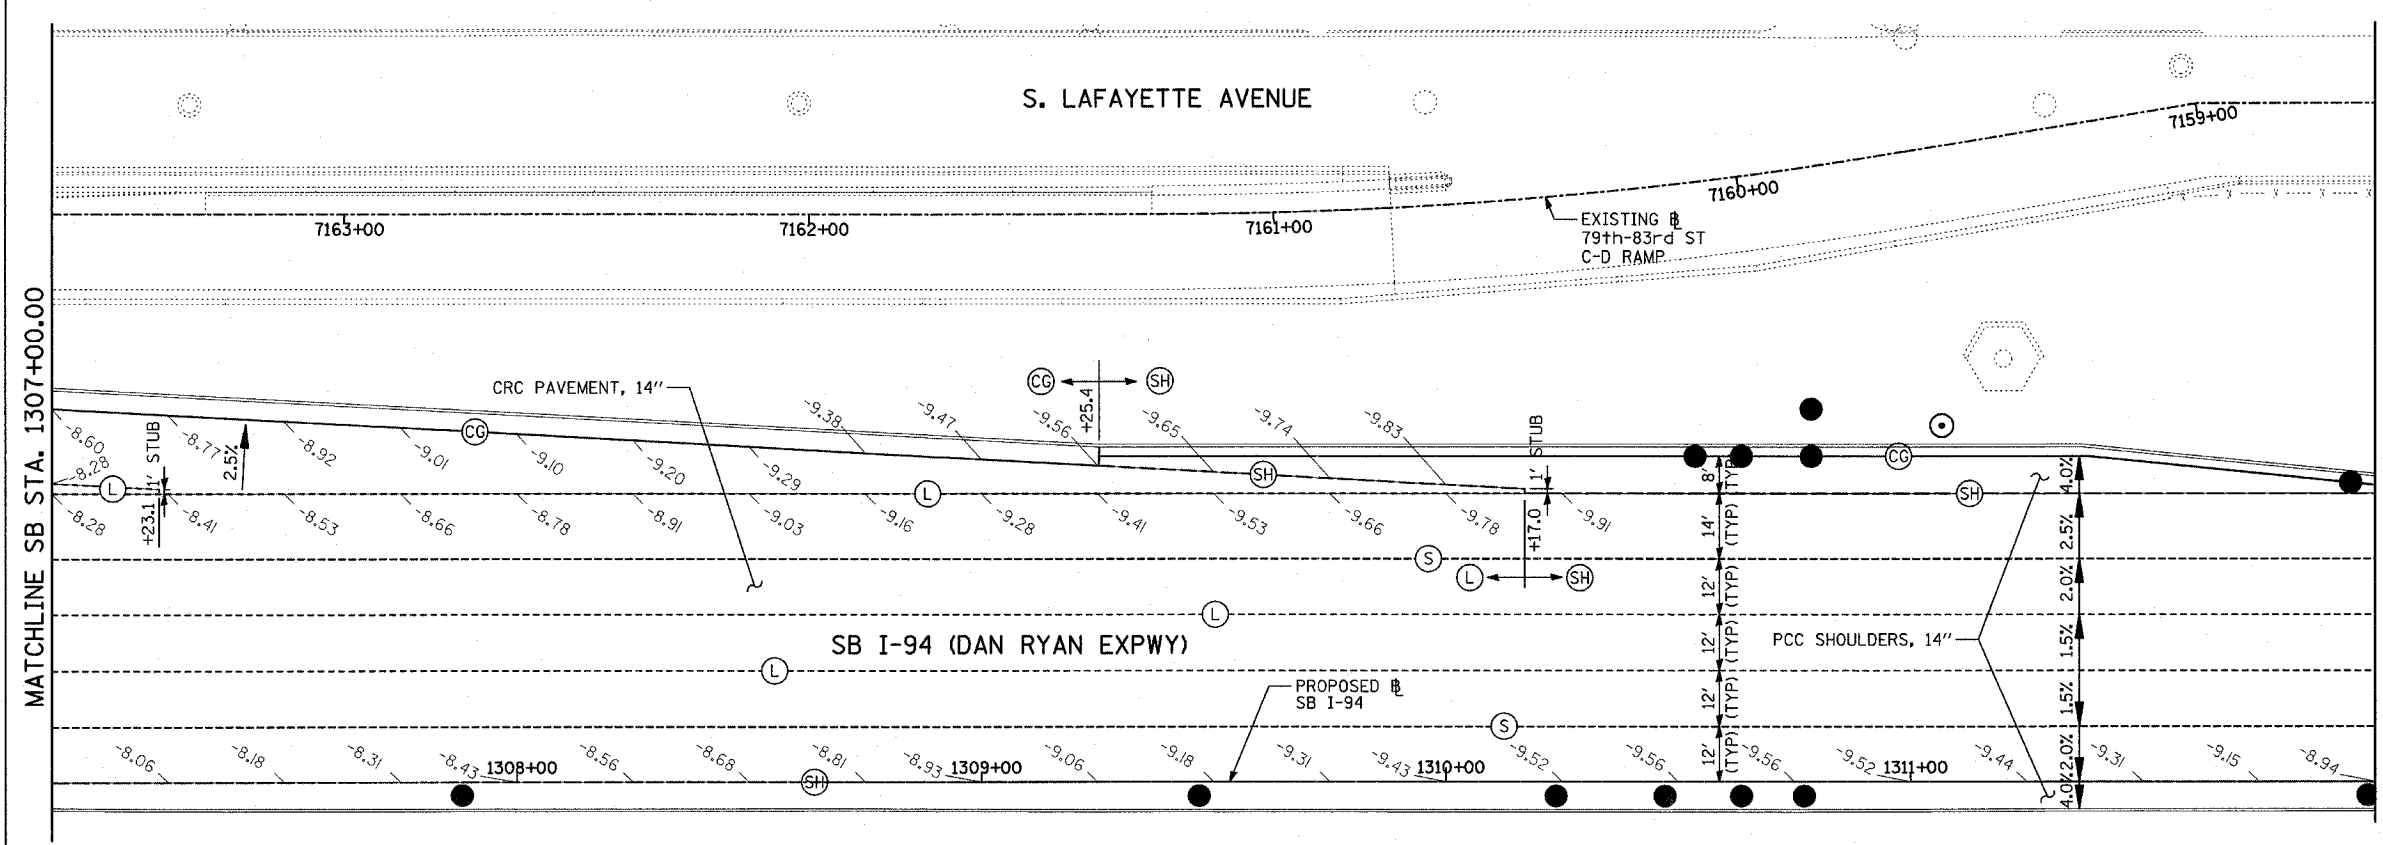 S. LAFAYETTE AVENUE
7159+00
7160+00
7163+00
7162+00
7161+00
EXISTING
79th-83rd ST
C-D RAMP
MATCHLINE SB STA. 1307+00.00
CRC PAVEMENT, 14"
CG
SH
+25.4
-9.38
-9.47
-9.56
-9.65
-9.74
-9.83
-8.60
-8.77
-8.92
-9.01
-9.10
-9.20
-9.29
CG
SH
CG
1' STUB
2.5%
1' STUB
-8.28
L
L
SH
+23.1
+17.0
-8.28
-8.41
-8.53
-8.66
-8.78
-8.91
-9.03
-9.16
-9.28
-9.41
-9.53
-9.66
-9.78
-9.91
8'
(TYP)
14'
(TYP)
12'
(TYP)
12'
(TYP)
12'
(TYP)
12'
(TYP)
4.0%
2.5%
2.0%
1.5%
1.5%
2.0%
4.0%
S
L
SH
L
SB I-94 (DAN RYAN EXPWY)
PCC SHOULDERS, 14"
L
PROPOSED
SB I-94
S
-8.06
-8.18
-8.31
-8.43
1308+00
-8.56
-8.68
-8.81
-8.93
1309+00
-9.06
-9.18
-9.31
-9.43
1310+00
-9.52
-9.56
-9.56
-9.52
1311+00
-9.44
-9.31
-9.15
-8.94
SH